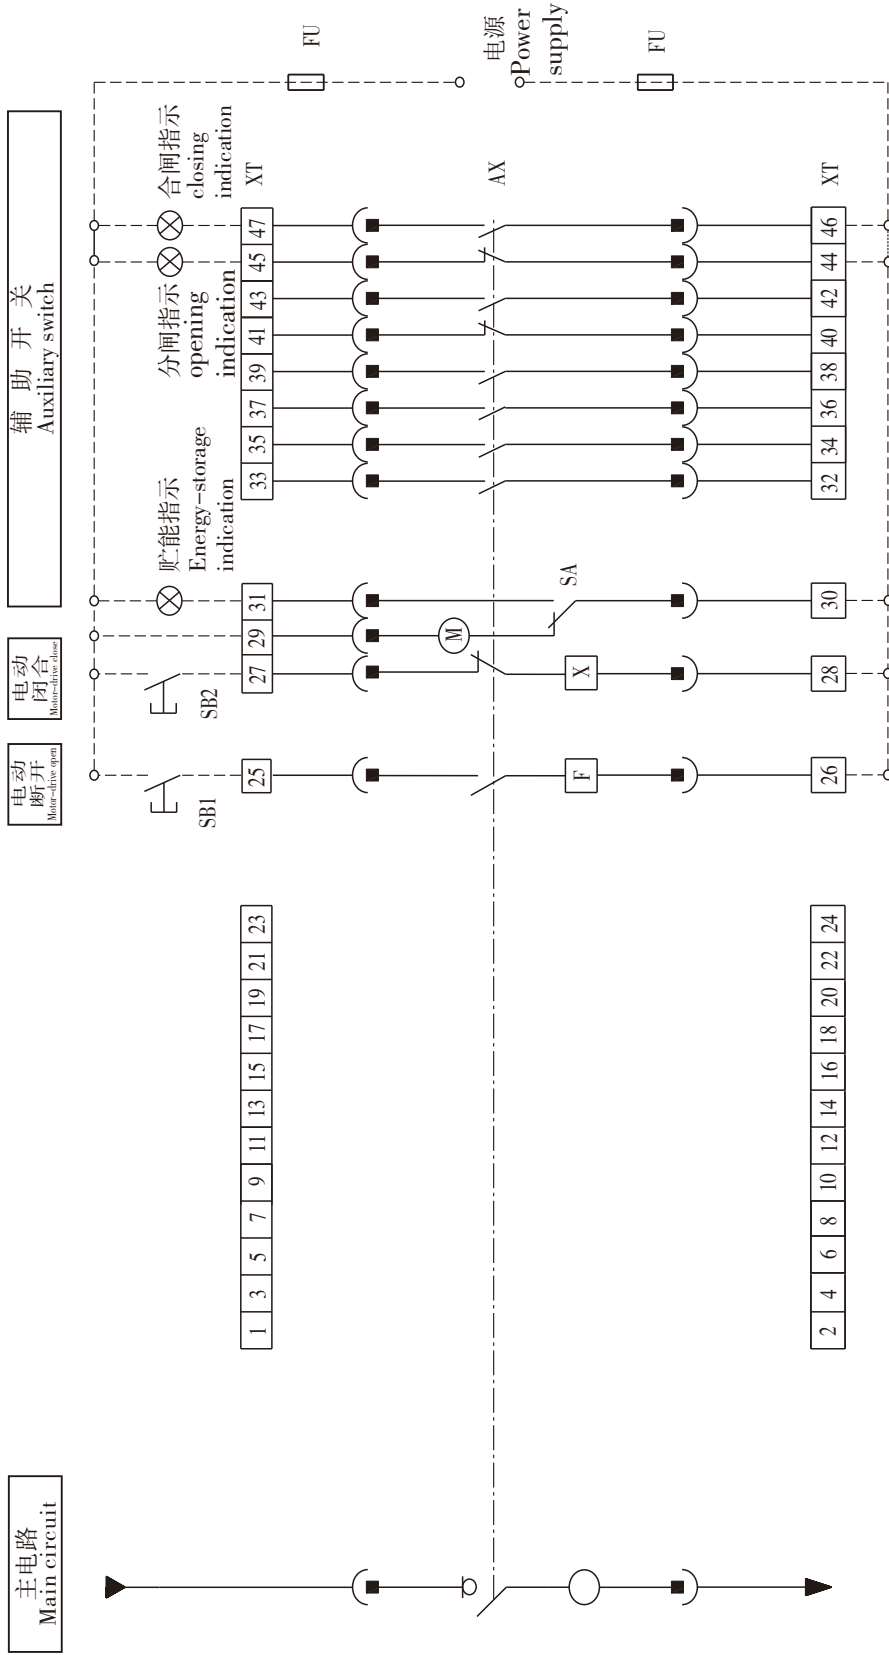 主电路
Main circuit
电动
断开
Motor-drive open
电动
闭合
Motor-drive close
辅 助 开 关
Auxiliary switch
SB1
SB2
贮能指示
Energy-storage
indication
分闸指示
opening
indication
合闸指示
closing
indication
FU
1 3 5 7 9 11 13 15 17 19 21 23
25
27 29 31
33 35 37 39 41 43 45 47
XT
M
SA
X
F
AX
电源
Power
supply
2 4 6 8 10 12 14 16 18 20 22 24
26
28
30
32 34 36 38 40 42 44 46
XT
FU